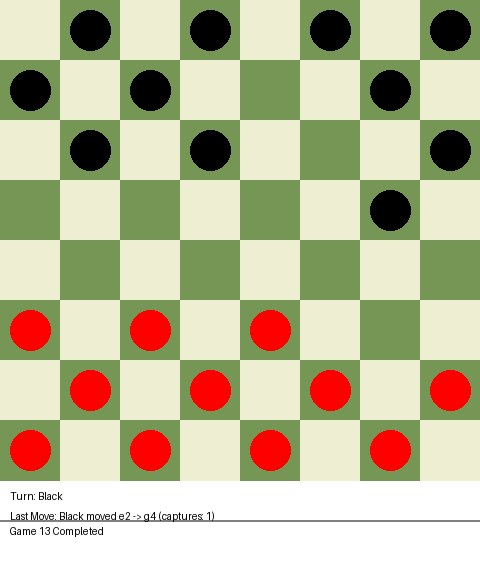 Turn: Black
Last Move: Black moved e2 -> g4 (captures: 1)
Game 13 Completed